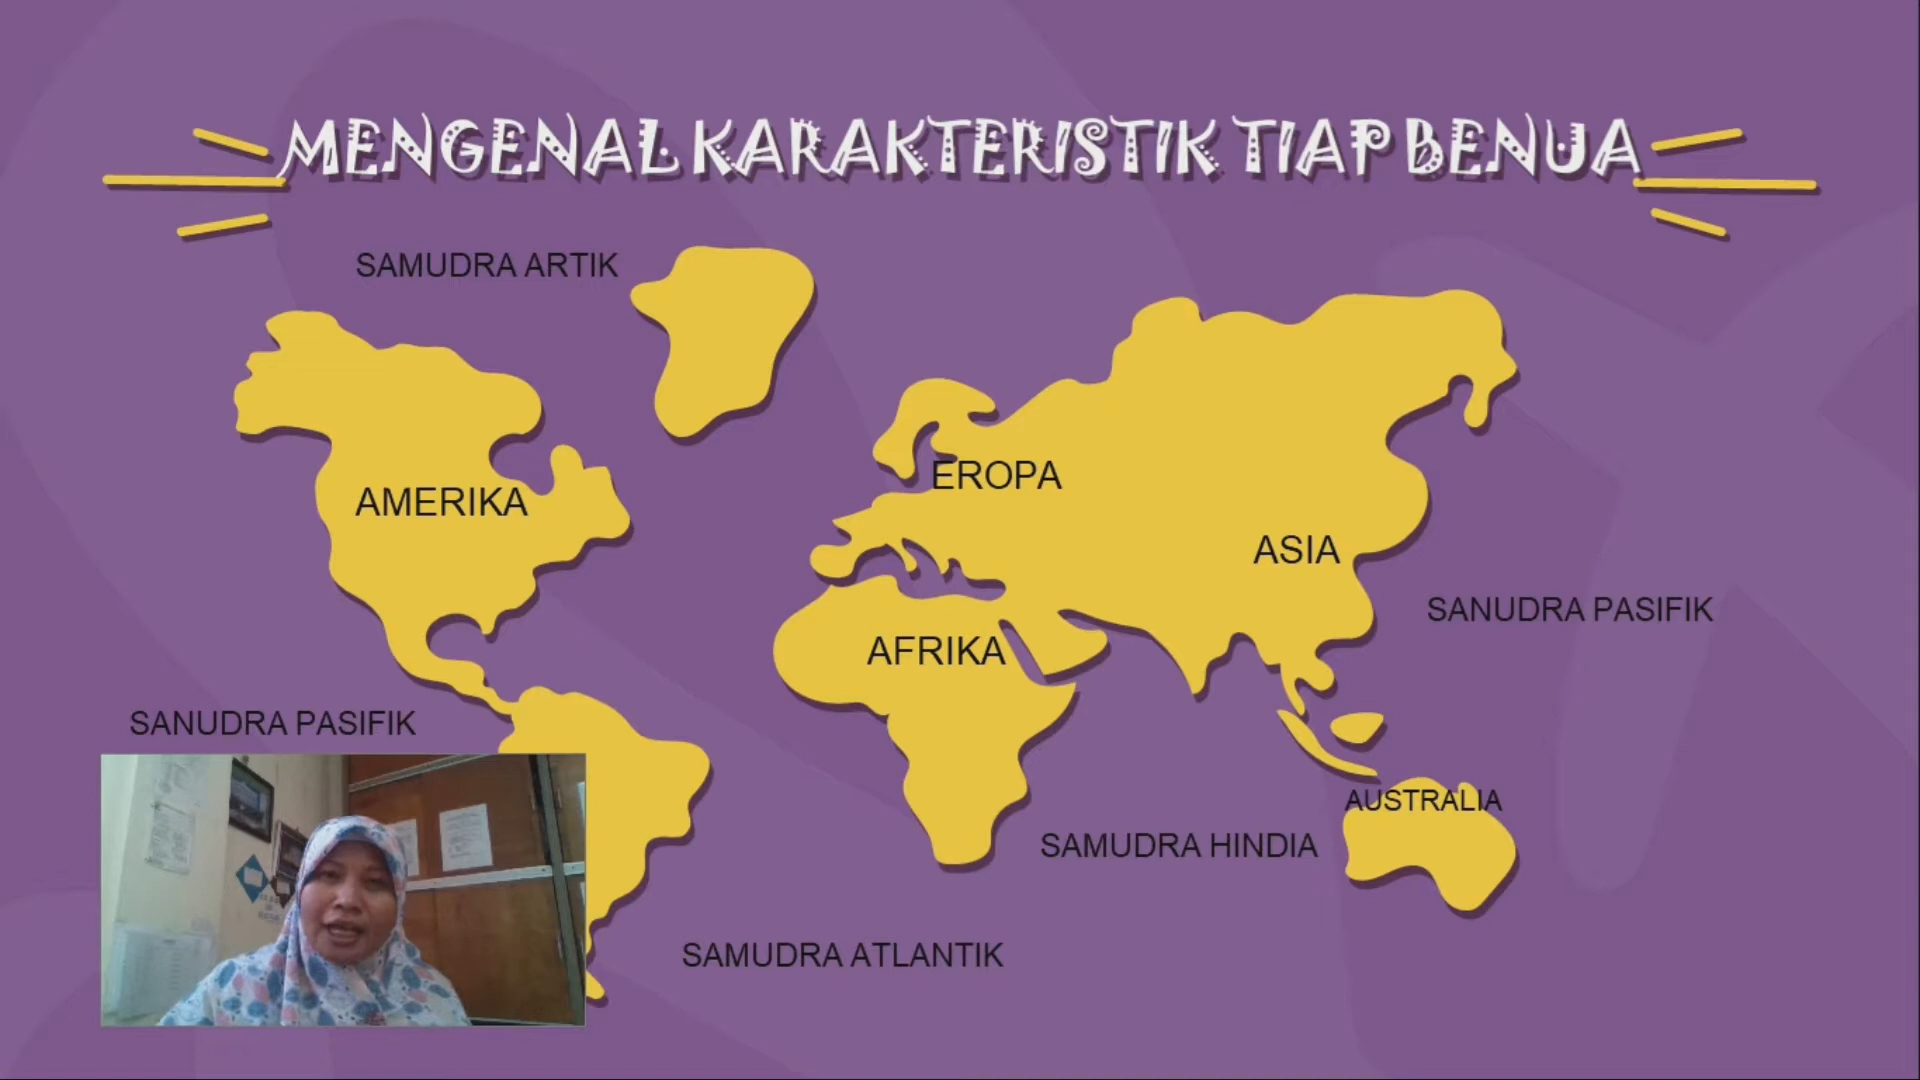 MENGENAL KARAKTERISTIK TIAP BENUA
SAMUDRA ARTIK
EROPA
AMERIKA
ASIA
SANUDRA PASIFIK
AFRIKA
SANUDRA PASIFIK
AUSTRALIA
SAMUDRA HINDIA
SAMUDRA ATLANTIK